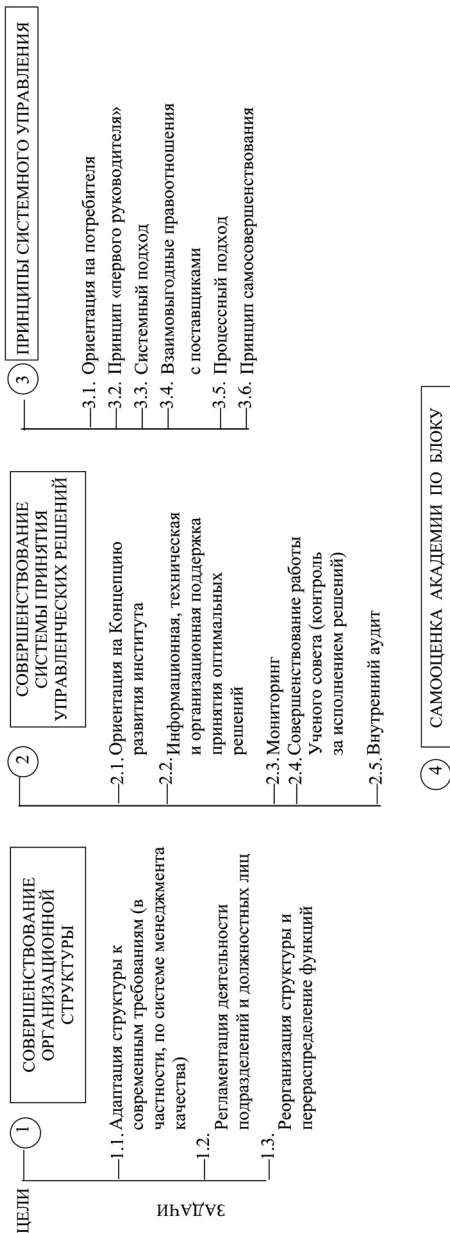 ЦЕЛИ
1
СОВЕРШЕНСТВОВАНИЕ
ОРГАНИЗАЦИОННОЙ
СТРУКТУРЫ
ЗАДАЧИ
1.1. Адаптация структуры к
современным требованиям (в
частности, по системе менеджмента
качества)
1.2. Регламентация деятельности
подразделений и должностных лиц
1.3. Реорганизация структуры и
перераспределение функций
2
СОВЕРШЕНСТВОВАНИЕ
СИСТЕМЫ ПРИНЯТИЯ
УПРАВЛЕНЧЕСКИХ РЕШЕНИЙ
2.1. Ориентация на Концепцию
развития института
2.2. Информационная, техническая
и организационная поддержка
принятия оптимальных
решений
2.3. Мониторинг
2.4. Совершенствование работы
Ученого совета (контроль
за исполнением решений)
2.5. Внутренний аудит
3
ПРИНЦИПЫ СИСТЕМНОГО УПРАВЛЕНИЯ
3.1. Ориентация на потребителя
3.2. Принцип «первого руководителя»
3.3. Системный подход
3.4. Взаимовыгодные правоотношения
с поставщиками
3.5. Процессный подход
3.6. Принцип самосовершенствования
4
САМООЦЕНКА АКАДЕМИИ ПО БЛОКУ